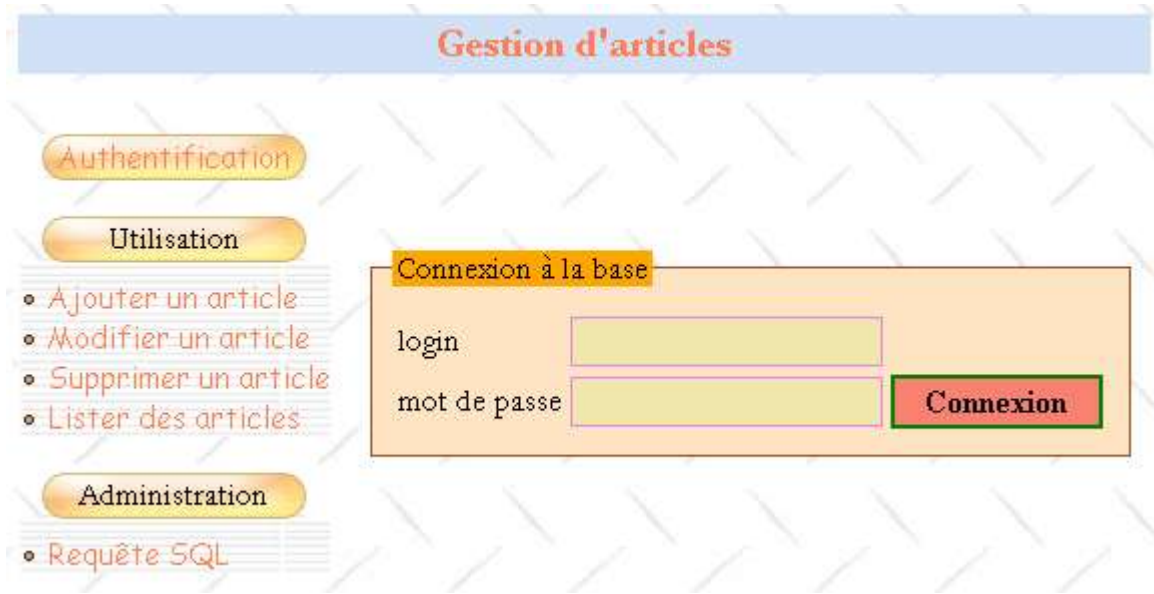 Gestion d'articles
Authentification
Utilisation
Ajouter un article
Modifier un article
Supprimer un article
Lister des articles
Administration
Requête SQL
Connexion à la base
login
mot de passe
Connexion